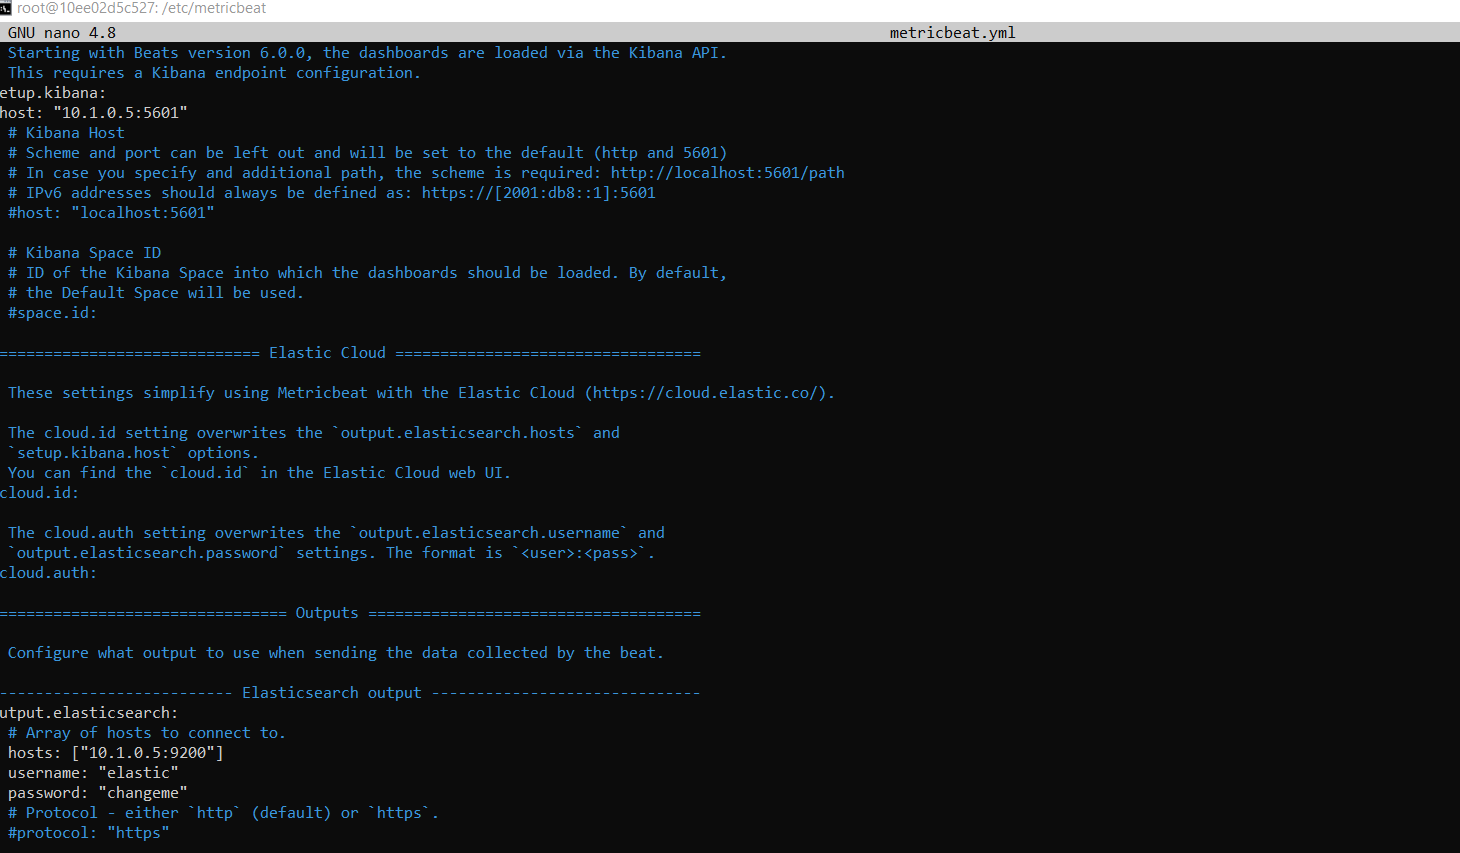 root@10ee02d5c527: /etc/metricbeat
GNU nano 4.8 metricbeat.yml
Starting with Beats version 6.0.0, the dashboards are loaded via the Kibana API.
This requires a Kibana endpoint configuration.
etup.kibana:
host: "10.1.0.5:5601"
# Kibana Host
# Scheme and port can be left out and will be set to the default (http and 5601)
# In case you specify and additional path, the scheme is required: http://localhost:5601/path
# IPv6 addresses should always be defined as: https://[2001:db8::1]:5601
#host: "localhost:5601"
# Kibana Space ID
# ID of the Kibana Space into which the dashboards should be loaded. By default,
# the Default Space will be used.
#space.id:
============================= Elastic Cloud ==================================
These settings simplify using Metricbeat with the Elastic Cloud (https://cloud.elastic.co/).
The cloud.id setting overwrites the `output.elasticsearch.hosts` and
`setup.kibana.host` options.
You can find the `cloud.id` in the Elastic Cloud web UI.
cloud.id:
The cloud.auth setting overwrites the `output.elasticsearch.username` and
`output.elasticsearch.password` settings. The format is `<user>:<pass>`.
cloud.auth:
================================ Outputs =====================================
Configure what output to use when sending the data collected by the beat.
-------------------------- Elasticsearch output ------------------------------
utput.elasticsearch:
# Array of hosts to connect to.
hosts: ["10.1.0.5:9200"]
username: "elastic"
password: "changeme"
# Protocol - either `http` (default) or `https`.
#protocol: "https"